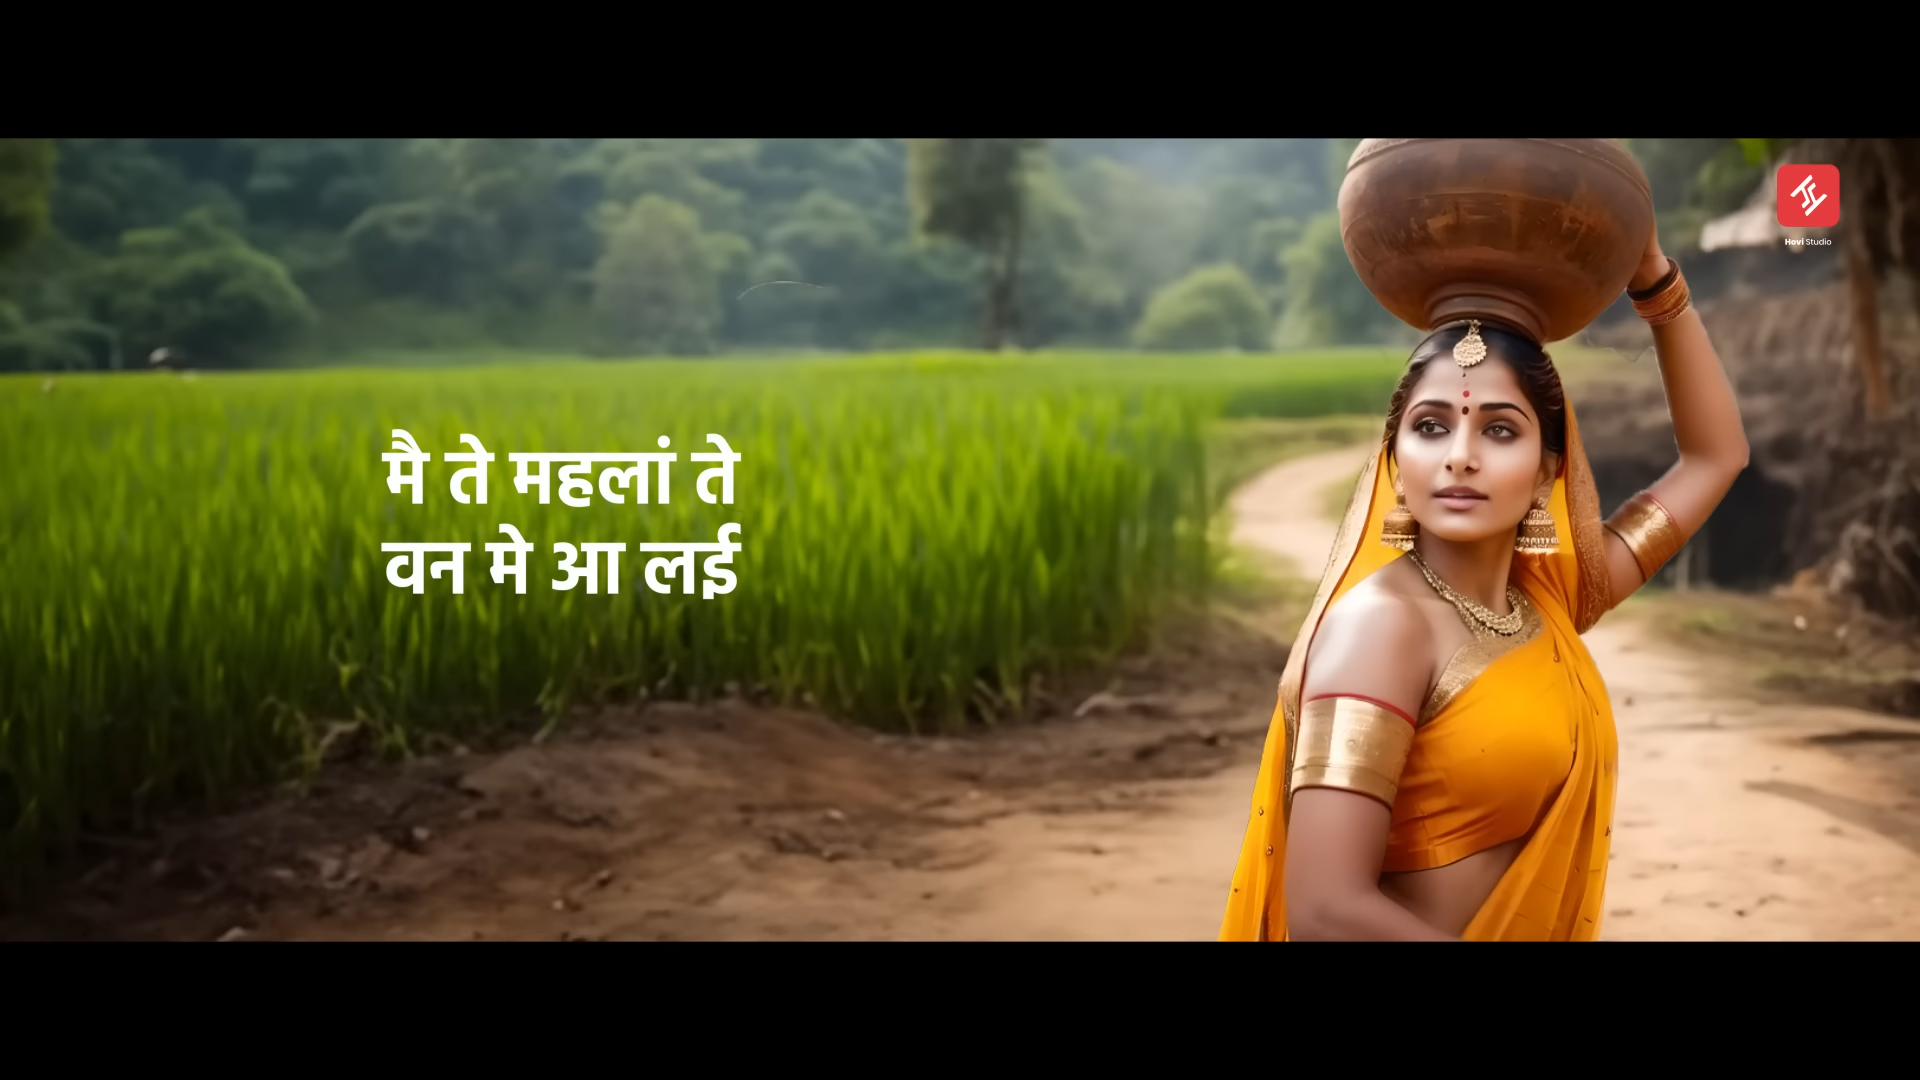 मै ते महलां ते
वन मे आ लई
Hovi Studio